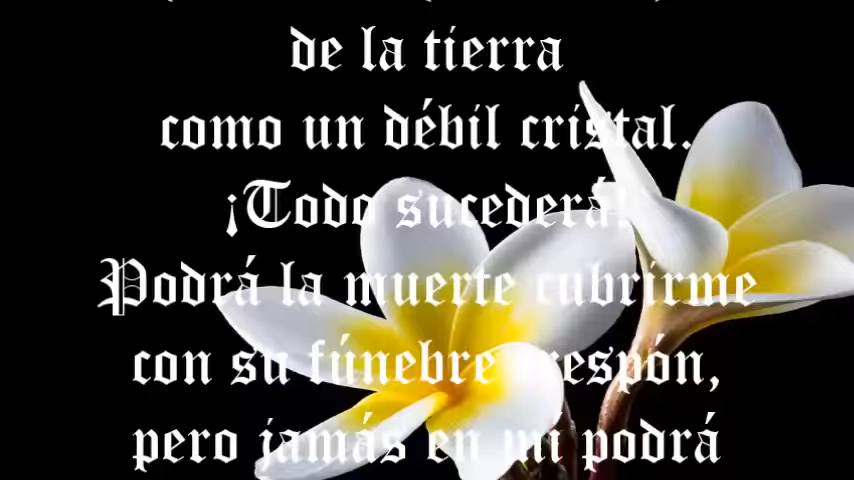 de la tierra
como un débil cristal.
¡Todo sucederá!
Podrá la muerte cubrirme
con su fúnebre crespón,
pero jamás en mí podrá